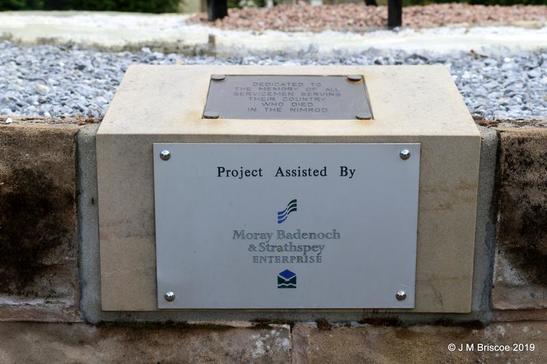 DEDICATED TO
THE MEMORY OF ALL
SERVICEMEN SERVING
THEIR COUNTRY
WHO DIED
IN THE NIMROD
Project Assisted By
Moray Badenoch
& Strathspey
ENTERPRISE
© J M Briscoe 2019